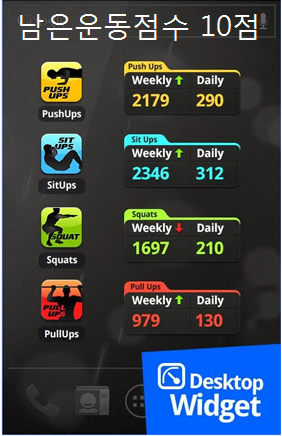 남은운동점수 10점
Push Ups
Weekly Daily
2179 290
PUSH
UPS
PushUps
Sit Ups
Weekly Daily
2346 312
SIT
UPS
SitUps
Squats
Weekly Daily
1697 210
SQUAT
Squats
Pull Ups
Weekly Daily
979 130
PULL
UPS
PullUps
Desktop
Widget